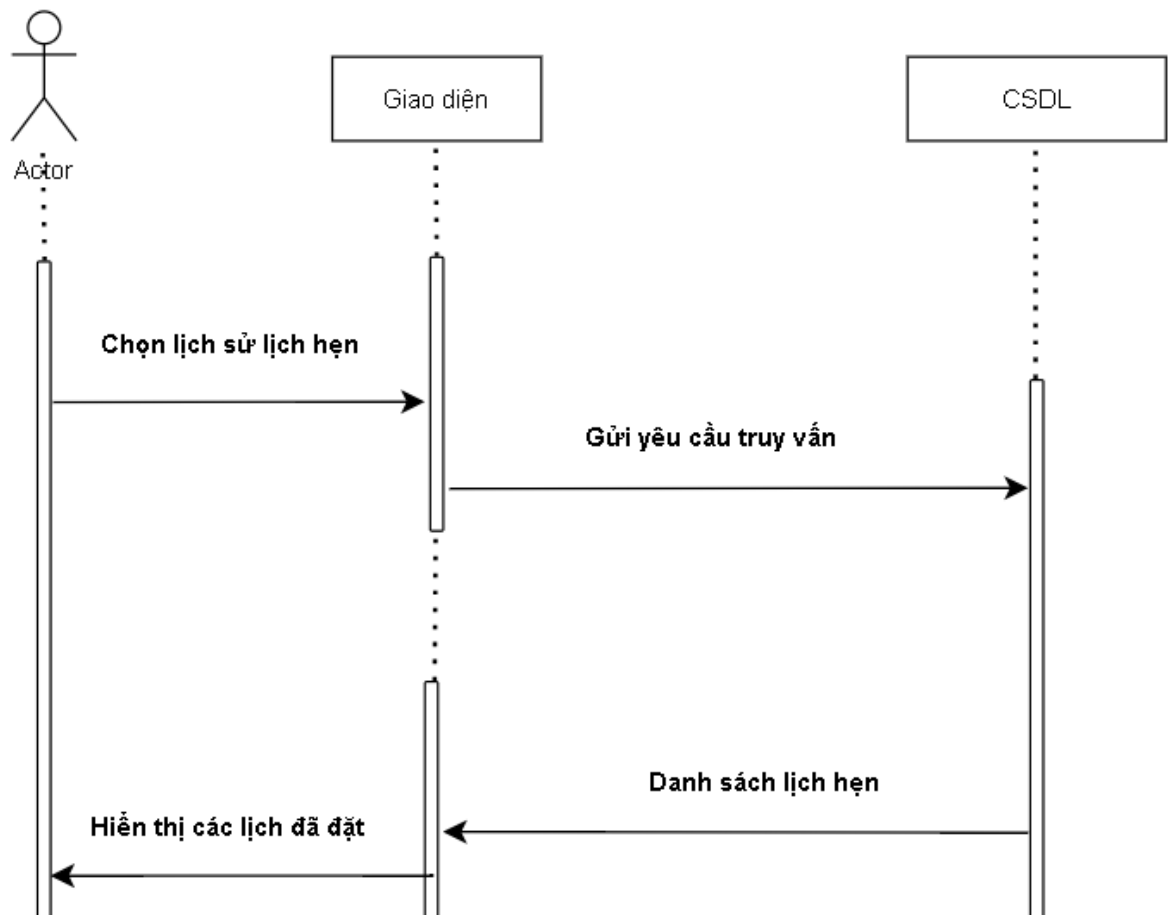 Actor
Giao diện
CSDL
Chọn lịch sử lịch hẹn
Gửi yêu cầu truy vấn
Danh sách lịch hẹn
Hiển thị các lịch đã đặt